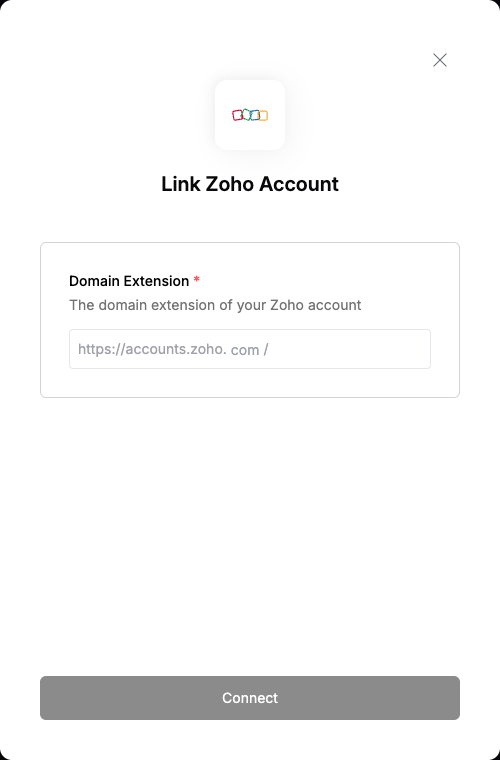 Link Zoho Account
Domain Extension *
The domain extension of your Zoho account
https://accounts.zoho. com /
Connect